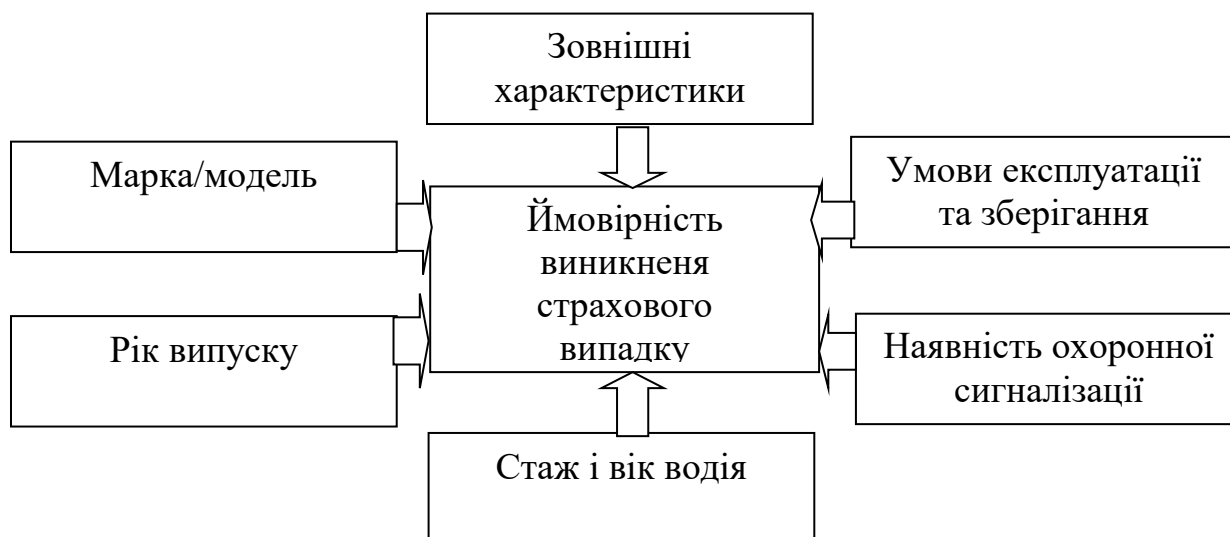 Зовнішні
характеристики
Марка/модель
Умови експлуатації
та зберігання
Ймовірність
виникненя
страхового
випадку
Рік випуску
Наявність охоронної
сигналізації
Стаж і вік водія